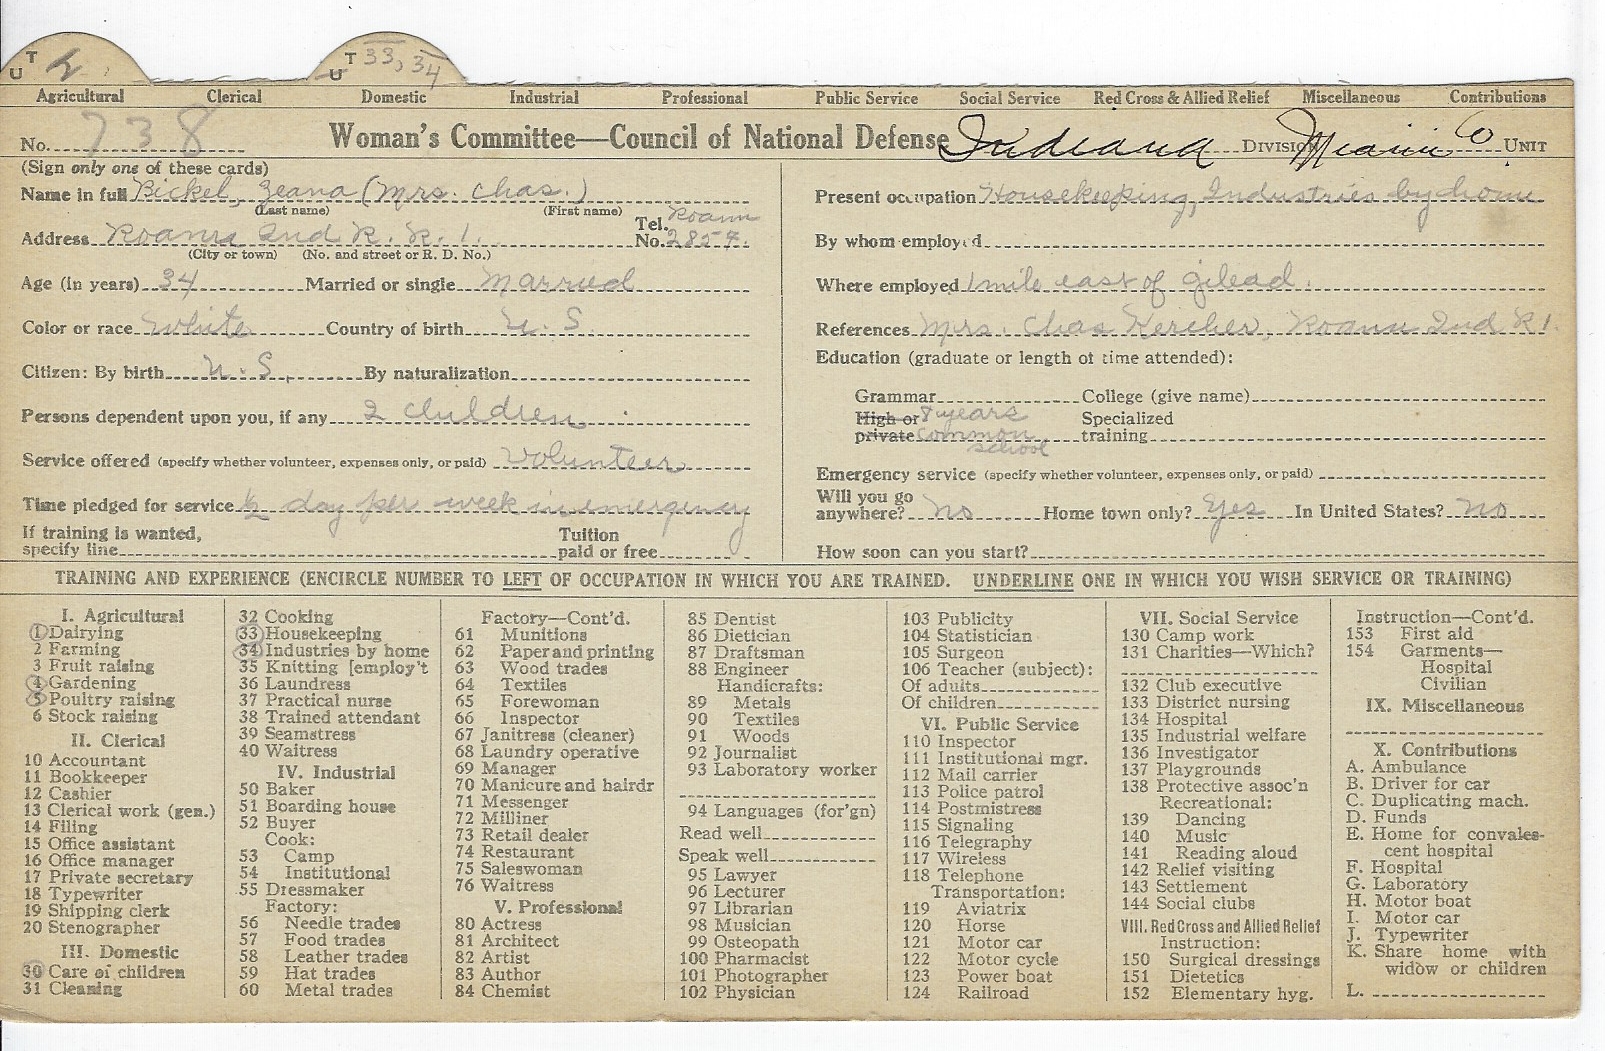 T
U
T
U
33, 34
Agricultural Clerical Domestic Industrial Professional Public Service Social Service Red Cross & Allied Relief Miscellaneous Contributions
No. 738 Woman's Committee—Council of National Defense Indiana Division Miami Co Unit
(Sign only one of these cards)
Name in full Bickel, Zeana (Mrs. Chas.)
(Last name) (First name)
Address Roann Ind R. R. 1. Tel. No. Roann 2857.
(City or town) (No. and street or R. D. No.)
Age (in years) 34 Married or single Married
Color or race White Country of birth U. S.
Citizen: By birth U. S. By naturalization
Persons dependent upon you, if any 2 children
Service offered (specify whether volunteer, expenses only, or paid) Volunteer
Time pledged for service ½ day per week in emergency
If training is wanted, specify line Tuition paid or free
Present occupation Housekeeping, Industries by home
By whom employed
Where employed 1 mile east of Gilead.
References Mrs. Chas Kercher, Roann Ind R 1.
Education (graduate or length of time attended):
Grammar College (give name)
High or private 8 years common school Specialized training
Emergency service (specify whether volunteer, expenses only, or paid)
Will you go anywhere? No Home town only? Yes In United States? No
How soon can you start?
TRAINING AND EXPERIENCE (ENCIRCLE NUMBER TO LEFT OF OCCUPATION IN WHICH YOU ARE TRAINED. UNDERLINE ONE IN WHICH YOU WISH SERVICE OR TRAINING)
I. Agricultural
1 Dairying
2 Farming
3 Fruit raising
4 Gardening
5 Poultry raising
6 Stock raising
II. Clerical
10 Accountant
11 Bookkeeper
12 Cashier
13 Clerical work (gen.)
14 Filing
15 Office assistant
16 Office manager
17 Private secretary
18 Typewriter
19 Shipping clerk
20 Stenographer
III. Domestic
30 Care of children
31 Cleaning
32 Cooking
33 Housekeeping
34 Industries by home
35 Knitting [employ't
36 Laundress
37 Practical nurse
38 Trained attendant
39 Seamstress
40 Waitress
IV. Industrial
50 Baker
51 Boarding house
52 Buyer
Cook:
53 Camp
54 Institutional
55 Dressmaker
Factory:
56 Needle trades
57 Food trades
58 Leather trades
59 Hat trades
60 Metal trades
Factory—Cont'd.
61 Munitions
62 Paper and printing
63 Wood trades
64 Textiles
65 Forewoman
66 Inspector
67 Janitress (cleaner)
68 Laundry operative
69 Manager
70 Manicure and hairdr
71 Messenger
72 Milliner
73 Retail dealer
74 Restaurant
75 Saleswoman
76 Waitress
V. Professional
80 Actress
81 Architect
82 Artist
83 Author
84 Chemist
85 Dentist
86 Dietician
87 Draftsman
88 Engineer
Handicrafts:
89 Metals
90 Textiles
91 Woods
92 Journalist
93 Laboratory worker
94 Languages (for'gn)
Read well
Speak well
95 Lawyer
96 Lecturer
97 Librarian
98 Musician
99 Osteopath
100 Pharmacist
101 Photographer
102 Physician
103 Publicity
104 Statistician
105 Surgeon
106 Teacher (subject):
Of adults
Of children
VI. Public Service
110 Inspector
111 Institutional mgr.
112 Mail carrier
113 Police patrol
114 Postmistress
115 Signaling
116 Telegraphy
117 Wireless
118 Telephone
Transportation:
119 Aviatrix
120 Horse
121 Motor car
122 Motor cycle
123 Power boat
124 Railroad
VII. Social Service
130 Camp work
131 Charities—Which?
132 Club executive
133 District nursing
134 Hospital
135 Industrial welfare
136 Investigator
137 Playgrounds
138 Protective assoc'n
Recreational:
139 Dancing
140 Music
141 Reading aloud
142 Relief visiting
143 Settlement
144 Social clubs
VIII. Red Cross and Allied Relief
Instruction:
150 Surgical dressings
151 Dietetics
152 Elementary hyg.
Instruction—Cont'd.
153 First aid
154 Garments—
Hospital
Civilian
IX. Miscellaneous
X. Contributions
A. Ambulance
B. Driver for car
C. Duplicating mach.
D. Funds
E. Home for convales-
cent hospital
F. Hospital
G. Laboratory
H. Motor boat
I. Motor car
J. Typewriter
K. Share home with
widow or children
L.